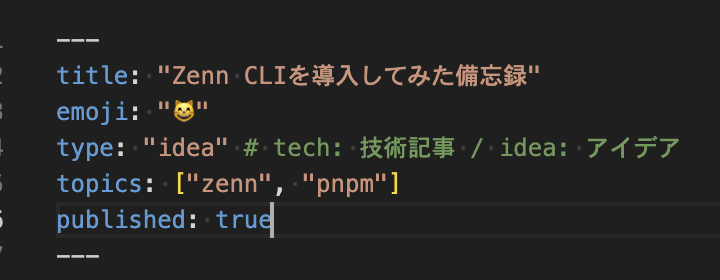 ---
title: "Zenn CLIを導入してみた備忘録"
emoji: "😸"
type: "idea" # tech: 技術記事 / idea: アイデア
topics: ["zenn", "pnpm"]
published: true
---